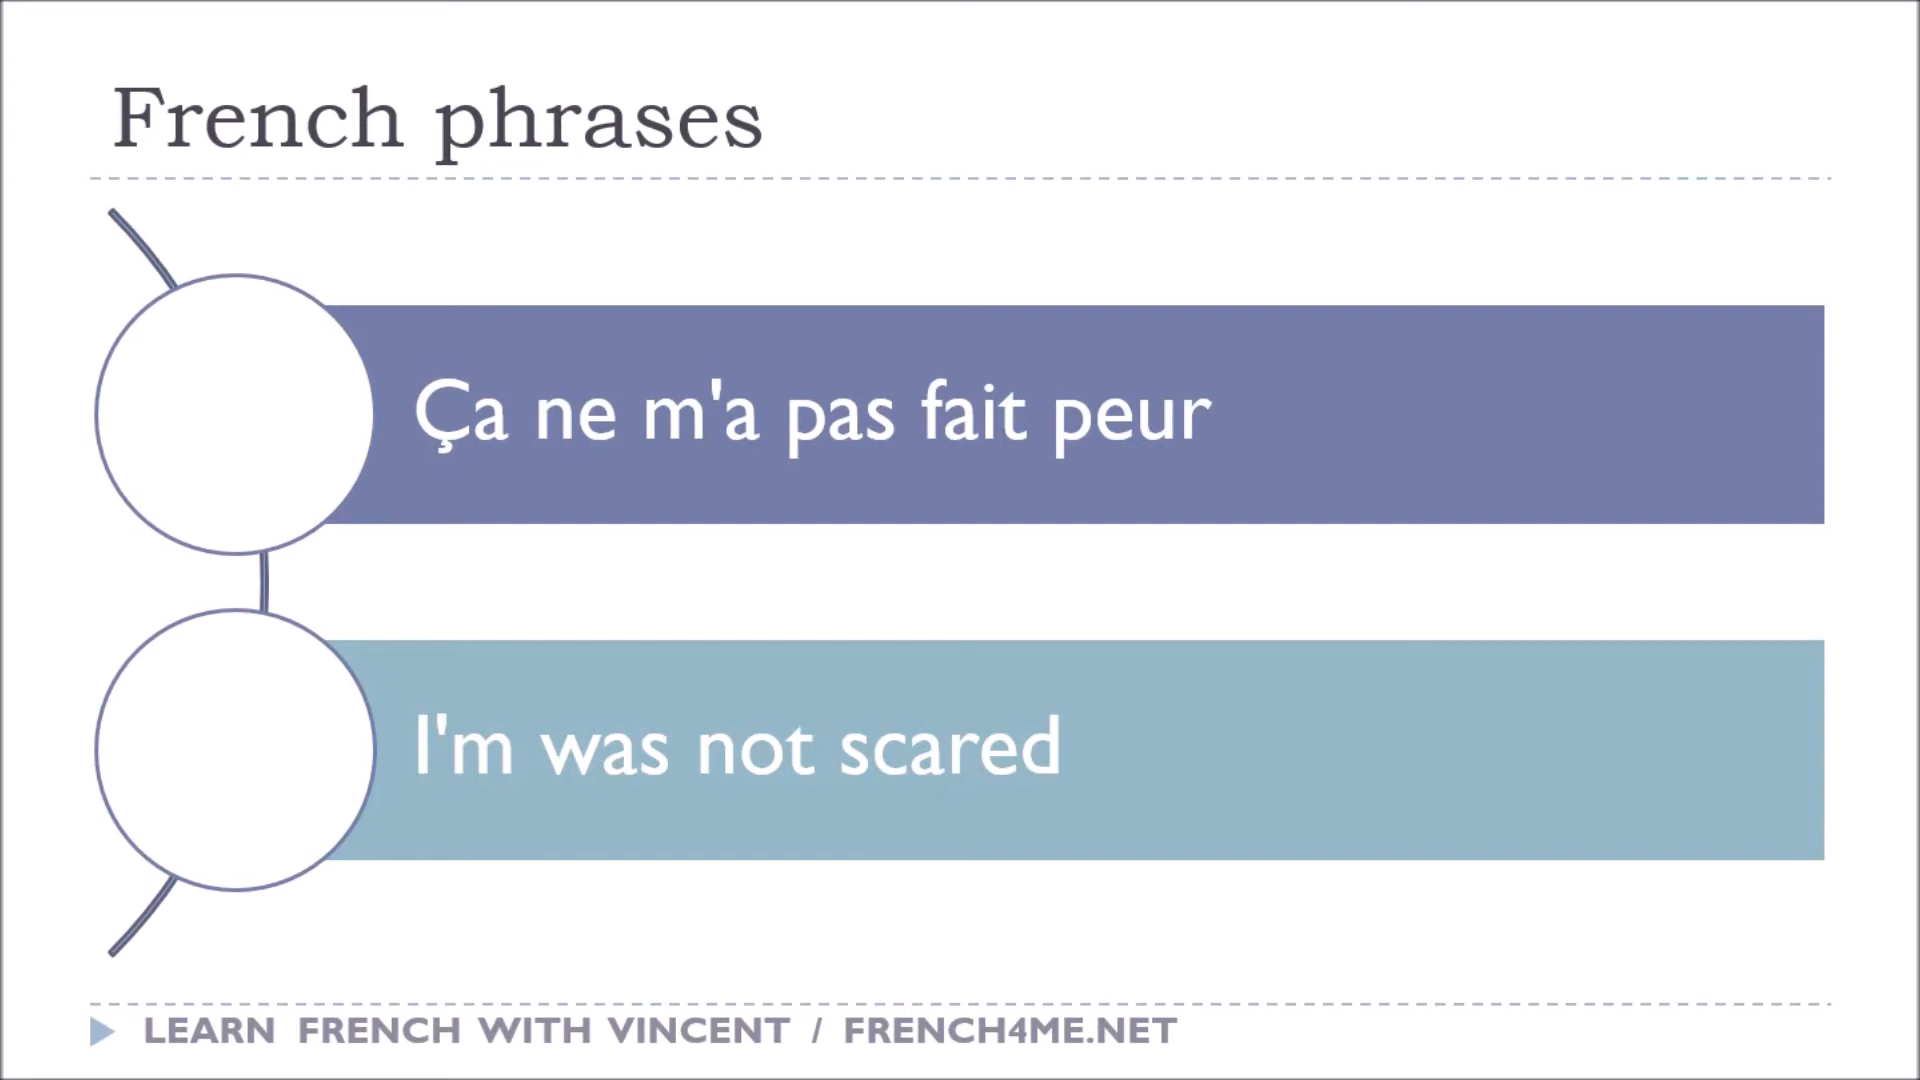 French phrases
Ça ne m'a pas fait peur
I'm was not scared
LEARN FRENCH WITH VINCENT / FRENCH4ME.NET